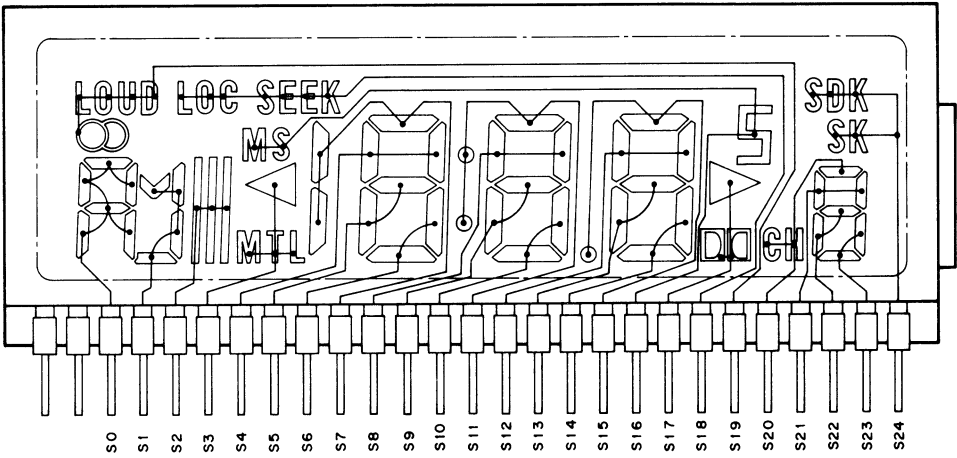 LOUD LOC SEEK 5 SDK
MS SK
MTL CH
S0 S1 S2 S3 S4 S5 S6 S7 S8 S9 S10 S11 S12 S13 S14 S15 S16 S17 S18 S19 S20 S21 S22 S23 S24